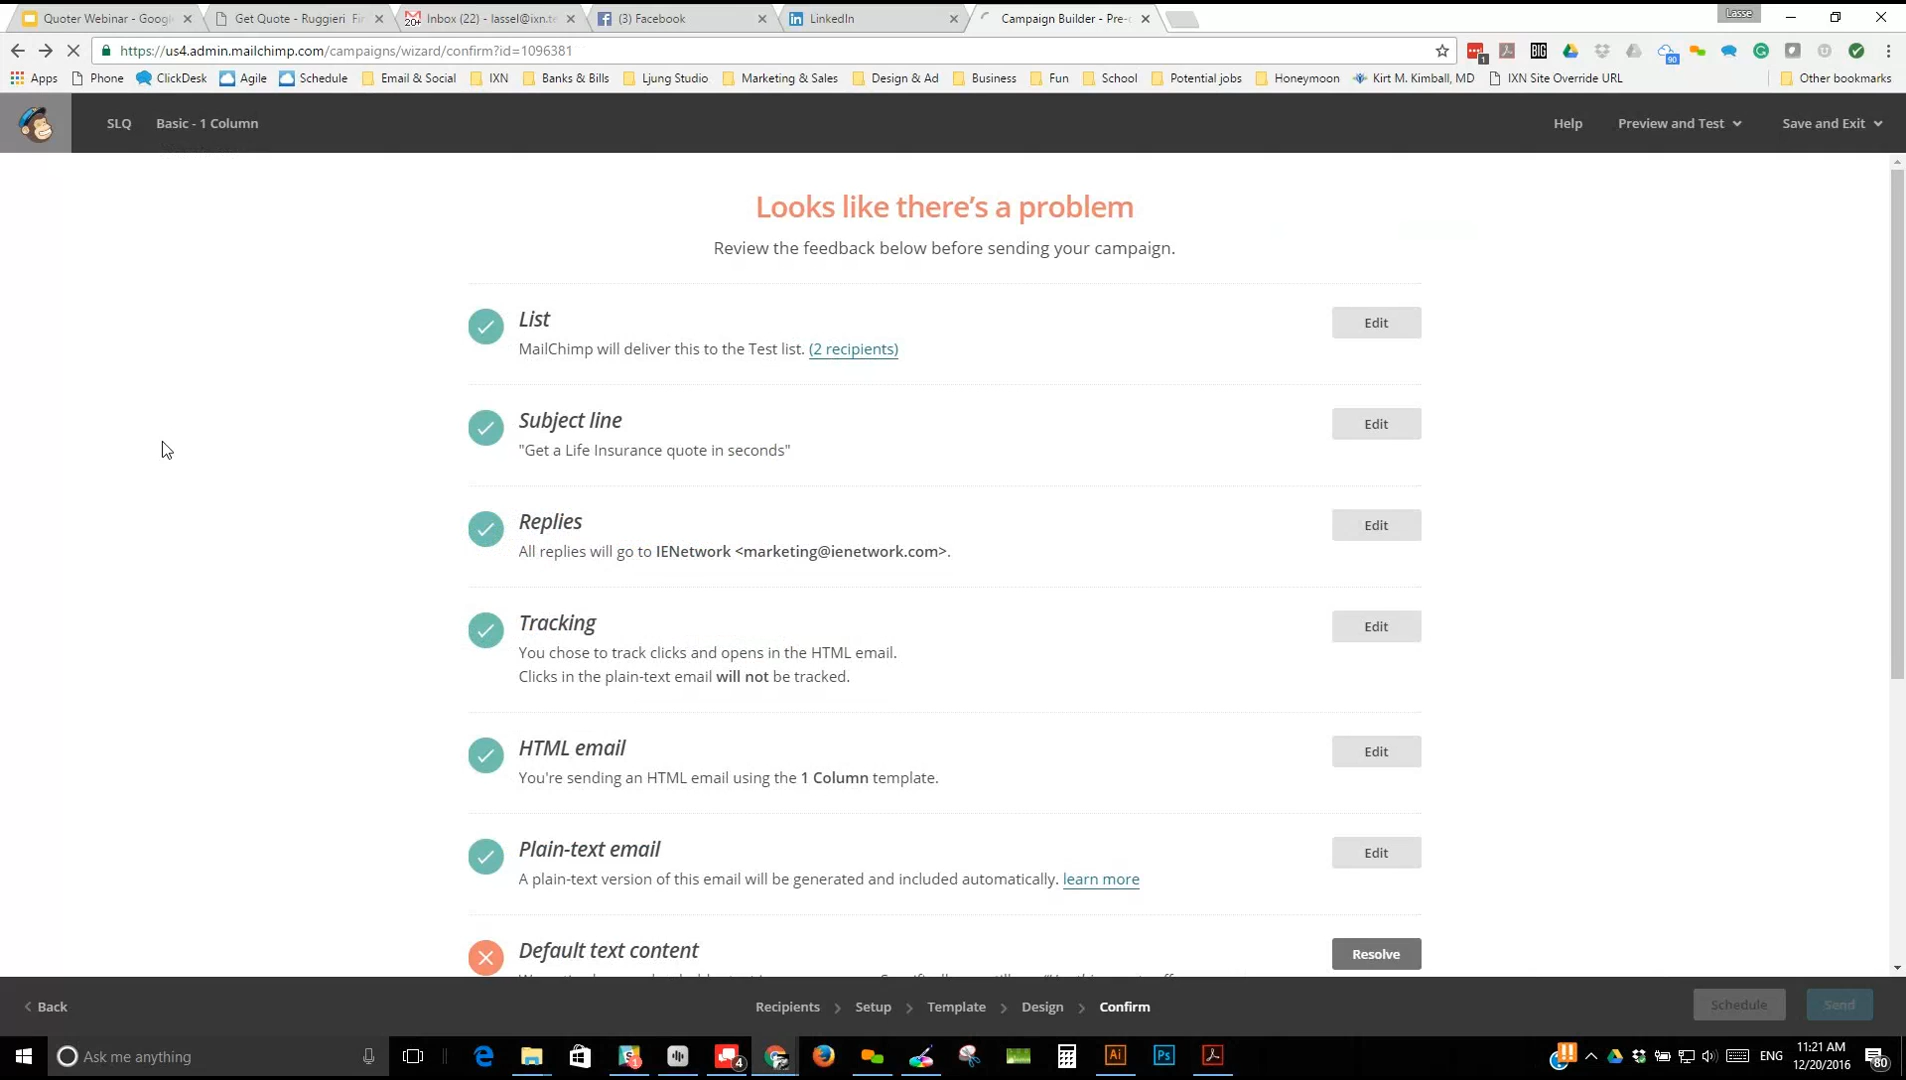 Quoter Webinar - Google
Get Quote - Ruggieri Fin
20+ Inbox (22) - lassel@ixn.te
(3) Facebook
LinkedIn
Campaign Builder - Pre-
Lasse
https://us4.admin.mailchimp.com/campaigns/wizard/confirm?id=1096381
Apps Phone ClickDesk Agile Schedule Email & Social IXN Banks & Bills Ljung Studio Marketing & Sales Design & Ad Business Fun School Potential jobs Honeymoon Kirt M. Kimball, MD IXN Site Override URL Other bookmarks
SLQ Basic - 1 Column Help Preview and Test Save and Exit
Looks like there's a problem
Review the feedback below before sending your campaign.
List
Edit
MailChimp will deliver this to the Test list. (2 recipients)
Subject line
Edit
"Get a Life Insurance quote in seconds"
Replies
Edit
All replies will go to IENetwork <marketing@ienetwork.com>.
Tracking
Edit
You chose to track clicks and opens in the HTML email.
Clicks in the plain-text email will not be tracked.
HTML email
Edit
You're sending an HTML email using the 1 Column template.
Plain-text email
Edit
A plain-text version of this email will be generated and included automatically. learn more
Default text content
Resolve
Back Recipients Setup Template Design Confirm Schedule Send
Ask me anything
ENG
11:21 AM
12/20/2016
80